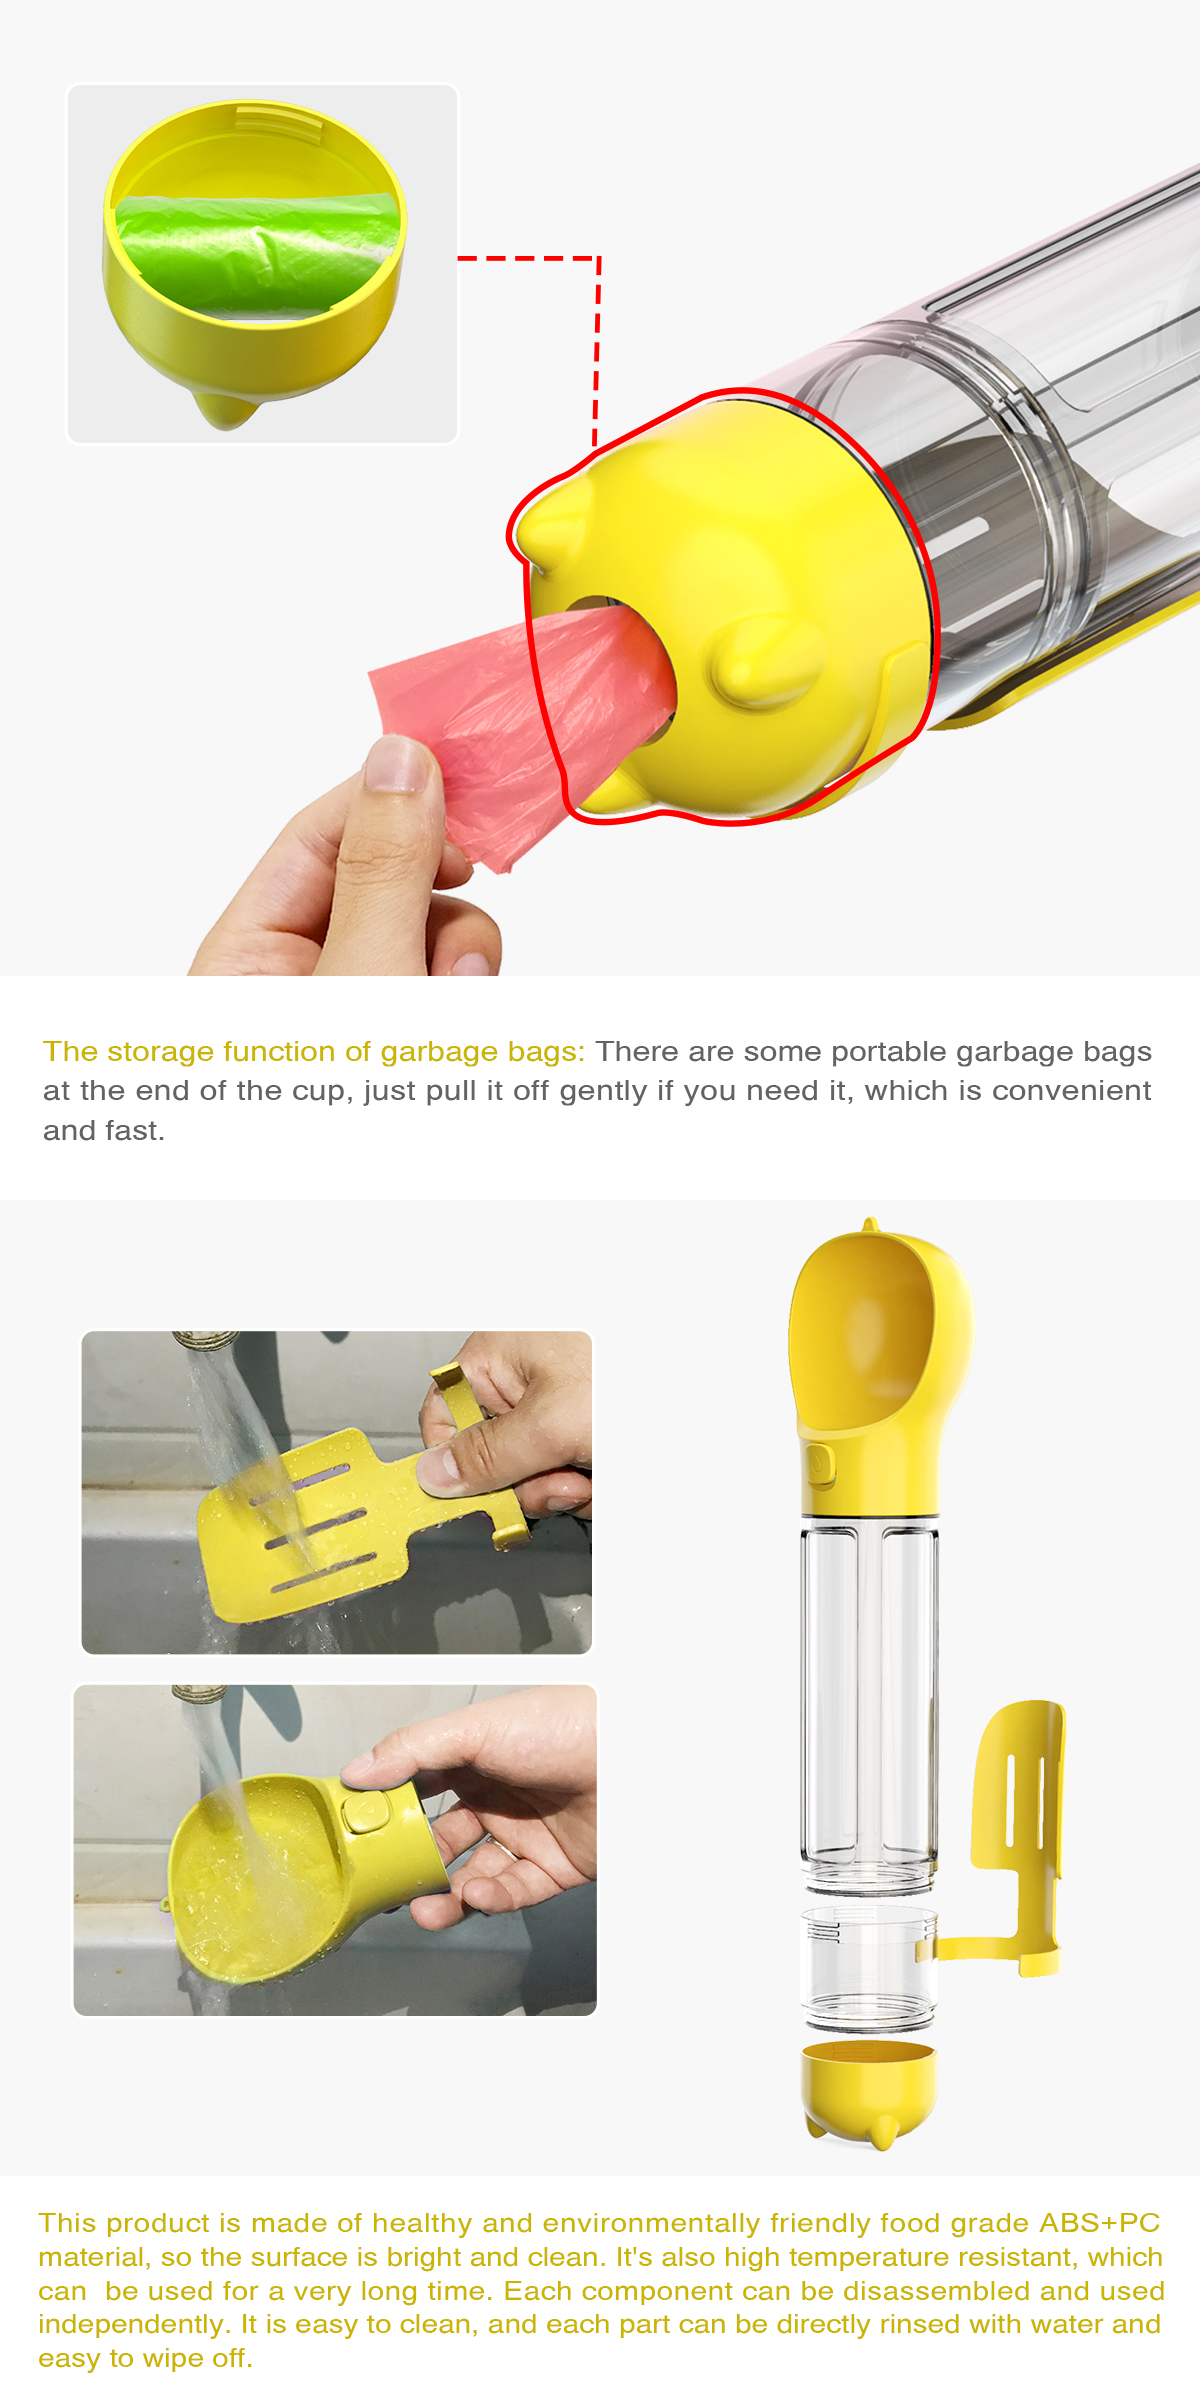 The storage function of garbage bags: There are some portable garbage bags
at the end of the cup, just pull it off gently if you need it, which is convenient
and fast.
This product is made of healthy and environmentally friendly food grade ABS+PC
material, so the surface is bright and clean. It's also high temperature resistant, which
can  be used for a very long time. Each component can be disassembled and used
independently. It is easy to clean, and each part can be directly rinsed with water and
easy to wipe off.